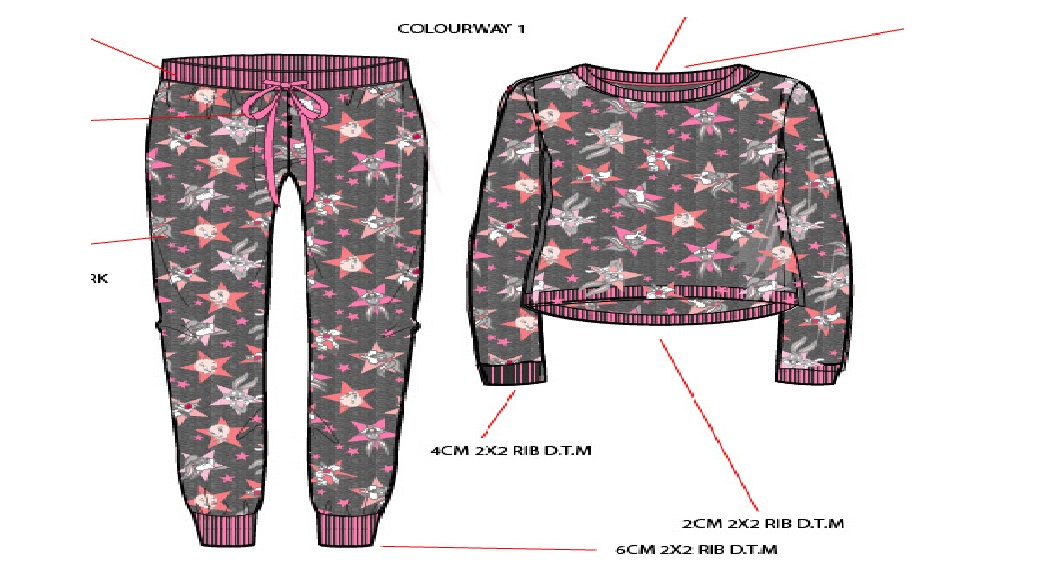 COLOURWAY 1
RK
4CM 2X2 RIB D.T.M
2CM 2X2 RIB D.T.M
6CM 2X2 RIB D.T.M